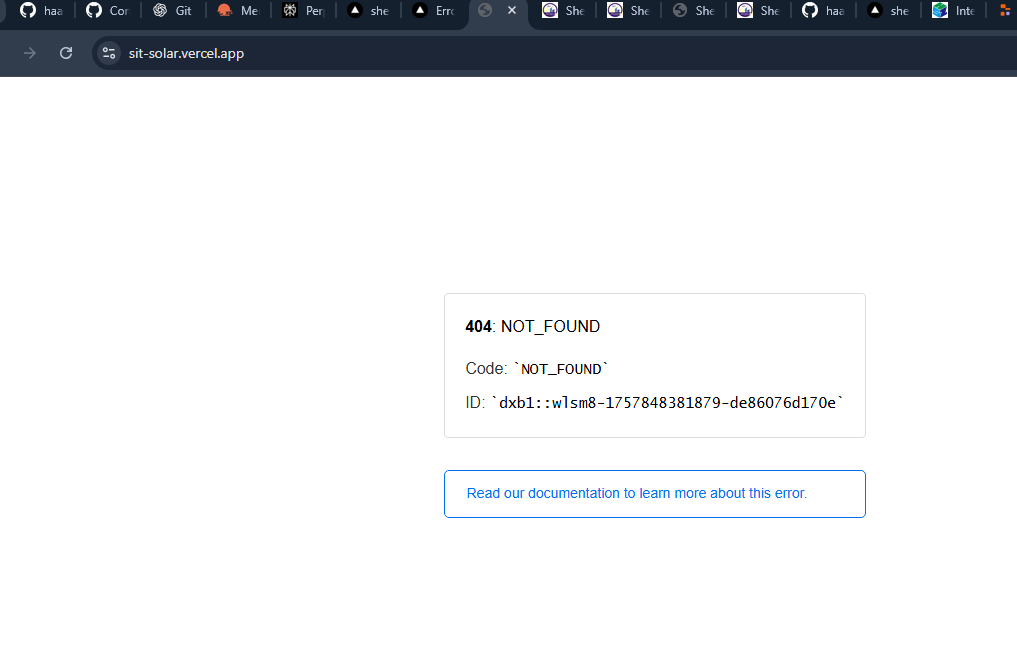 haa Cor Git Me Per she Erro She She She She haa she Inte
sit-solar.vercel.app
404: NOT_FOUND
Code: `NOT_FOUND`
ID: `dxb1::wlsm8-1757848381879-de86076d170e`
Read our documentation to learn more about this error.